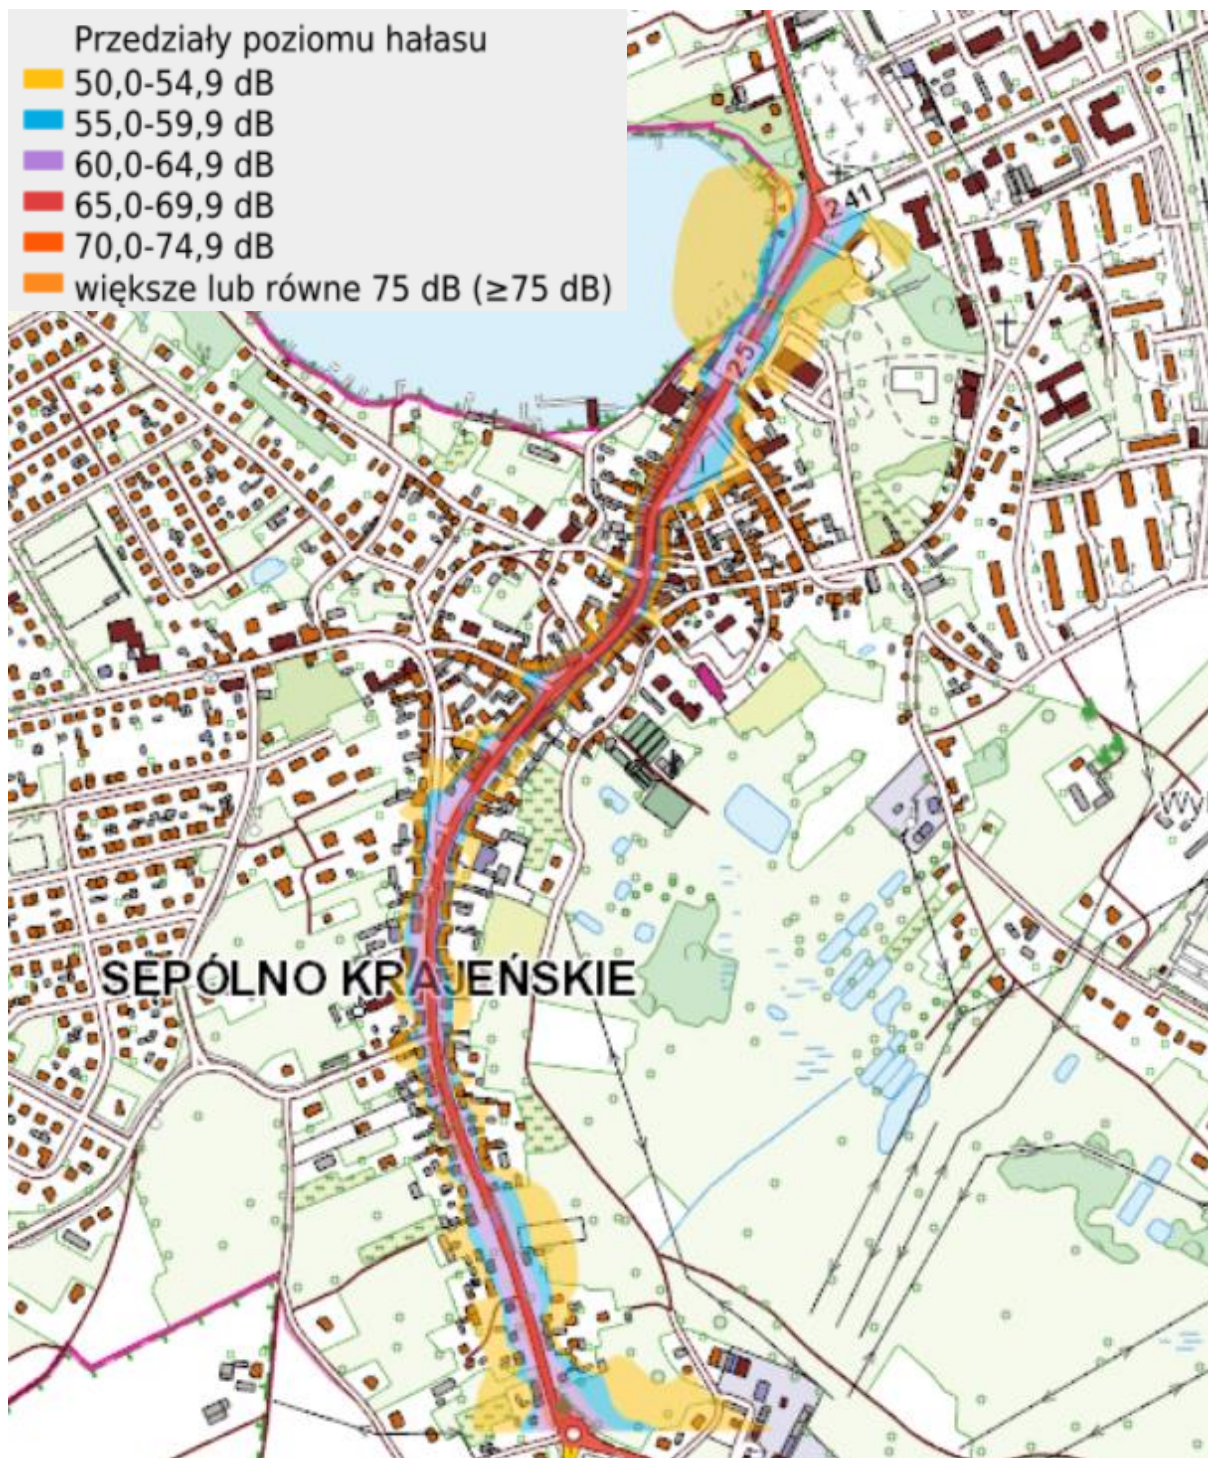 Przedziały poziomu hałasu
50,0-54,9 dB
55,0-59,9 dB
60,0-64,9 dB
65,0-69,9 dB
70,0-74,9 dB
większe lub równe 75 dB (≥75 dB)
241
25
Wy
SEPÓLNO KRAJEŃSKIE